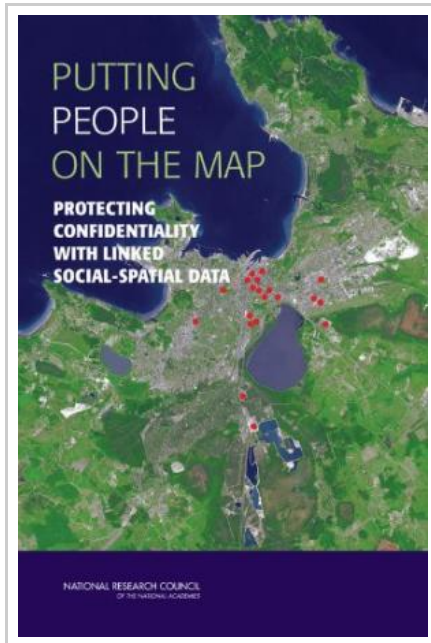 PUTTING
PEOPLE
ON THE MAP
PROTECTING
CONFIDENTIALITY
WITH LINKED
SOCIAL-SPATIAL DATA
NATIONAL RESEARCH COUNCIL
OF THE NATIONAL ACADEMIES